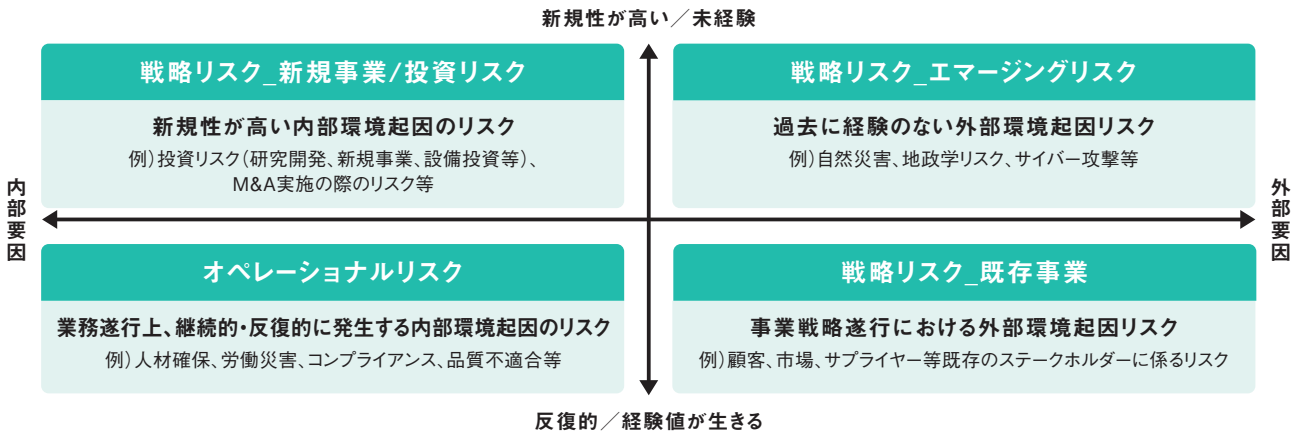 新規性が高い／未経験
戦略リスク_新規事業/投資リスク
新規性が高い内部環境起因のリスク
例）投資リスク（研究開発、新規事業、設備投資等）、
M&A実施の際のリスク等
戦略リスク_エマージングリスク
過去に経験のない外部環境起因リスク
例）自然災害、地政学リスク、サイバー攻撃等
内部要因
外部要因
オペレーショナルリスク
業務遂行上、継続的・反復的に発生する内部環境起因のリスク
例）人材確保、労働災害、コンプライアンス、品質不適合等
戦略リスク_既存事業
事業戦略遂行における外部環境起因リスク
例）顧客、市場、サプライヤー等既存のステークホルダーに係るリスク
反復的／経験値が生きる